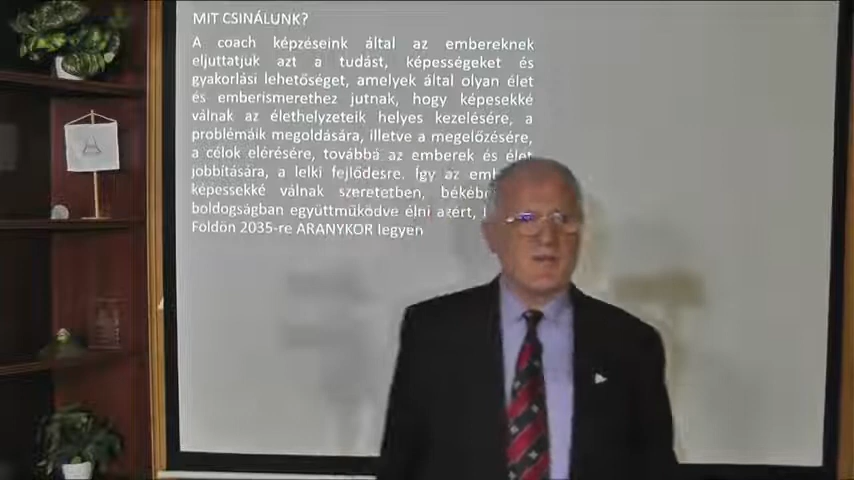 MIT CSINÁLUNK?
A coach képzéseink által az embereknek
eljuttatjuk azt a tudást, képességeket és
gyakorlási lehetőséget, amelyek által olyan élet
és emberismerethez jutnak, hogy képesekké
válnak az élethelyzeteik helyes kezelésére, a
problémáik megoldására, illetve a megelőzésére,
a célok elérésére, továbbá az emberek és élet
jobbítására, a lelki fejlődésre. Így az emb
képessekké válnak szeretetben, békébe
boldogságban együttműködve élni azért,
Földön 2035-re ARANYKOR legyen